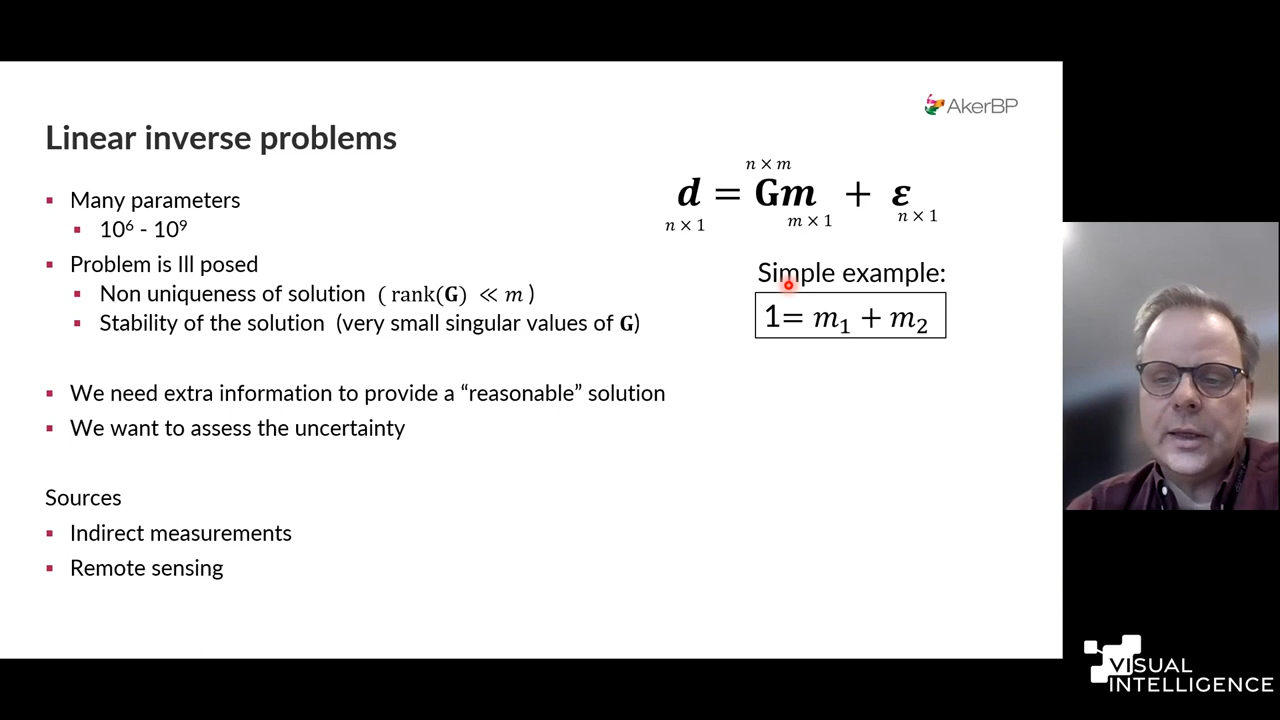 AkerBP
Linear inverse problems
Many parameters
10⁶ - 10⁹
Problem is Ill posed
Non uniqueness of solution ( rank(G) ≪ m )
Stability of the solution (very small singular values of G)
We need extra information to provide a “reasonable” solution
We want to assess the uncertainty
Sources
Indirect measurements
Remote sensing
n × m
d = Gm + ε
n × 1 m × 1 n × 1
Simple example:
1= m₁ + m₂
VISUAL
INTELLIGENCE